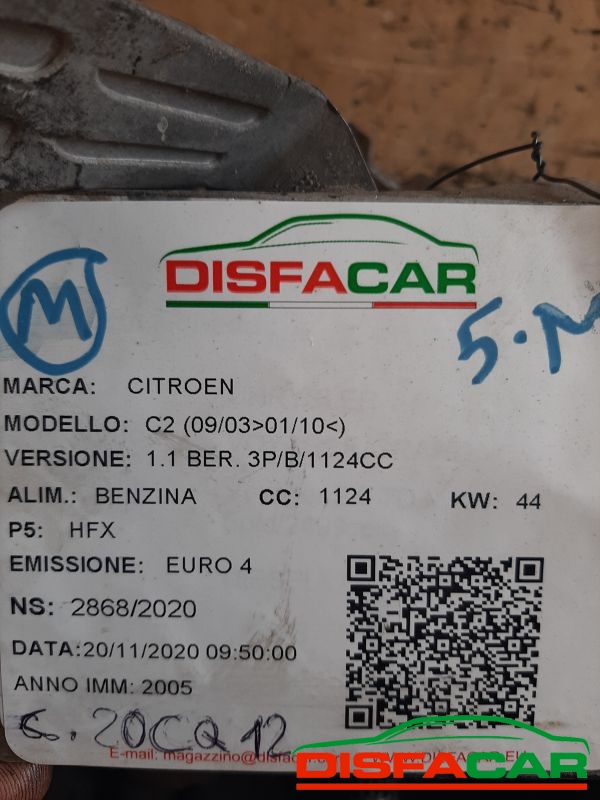 DISFACAR
M
5.M
MARCA: CITROEN
MODELLO: C2 (09/03>01/10<)
VERSIONE: 1.1 BER. 3P/B/1124CC
ALIM.: BENZINA CC: 1124 KW: 44
P5: HFX
EMISSIONE: EURO 4
NS: 2868/2020
DATA:20/11/2020 09:50:00
ANNO IMM: 2005
C. 20CQ12
E-mail: magazzino@disfa
DISFACAR